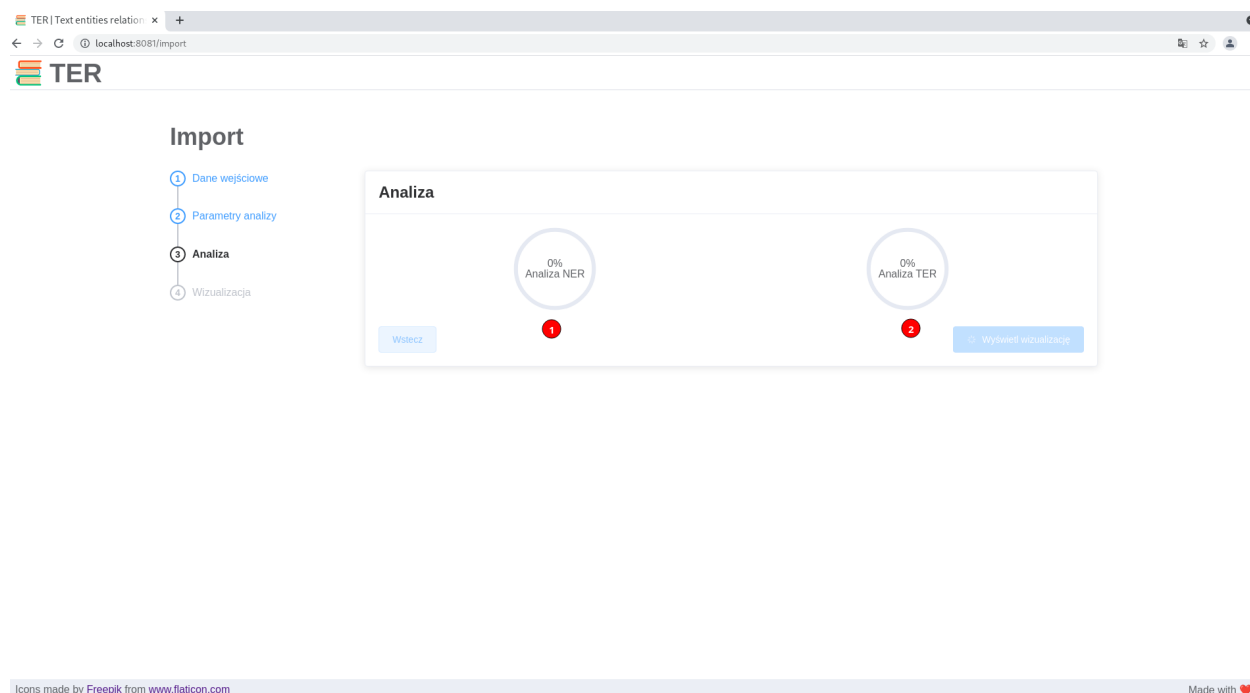 TER | Text entities relation
localhost:8081/import
TER
Import
1 Dane wejściowe
2 Parametry analizy
3 Analiza
4 Wizualizacja
Analiza
0%
Analiza NER
0%
Analiza TER
1
2
Wstecz
Wyświetl wizualizację
Icons made by Freepik from www.flaticon.com
Made with